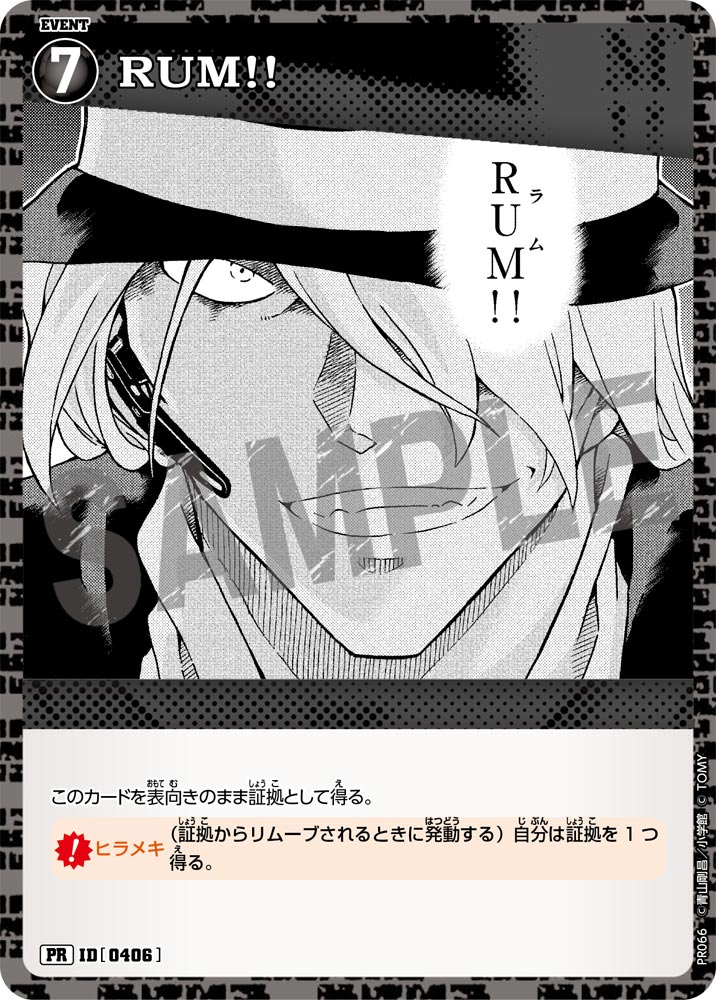 EVENT
7 RUM!!
RUM!!
ラム
SAMPLE
このカードを表向きのまま証拠として得る。
ヒラメキ (証拠からリムーブされるときに発動する) 自分は証拠を1つ
得る。
PR ID[0406]
PR066 ©青山剛昌/小学館 © TOMY